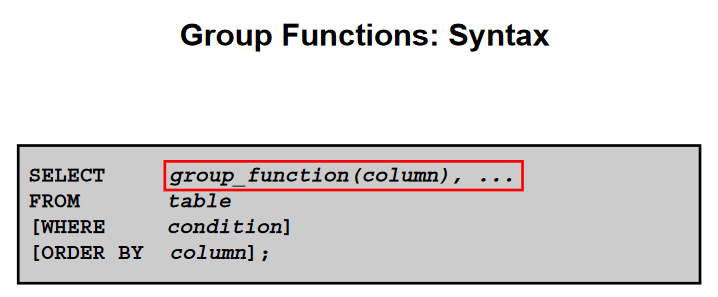 Group Functions: Syntax
SELECT group_function(column), ...
FROM table
[WHERE condition]
[ORDER BY column];